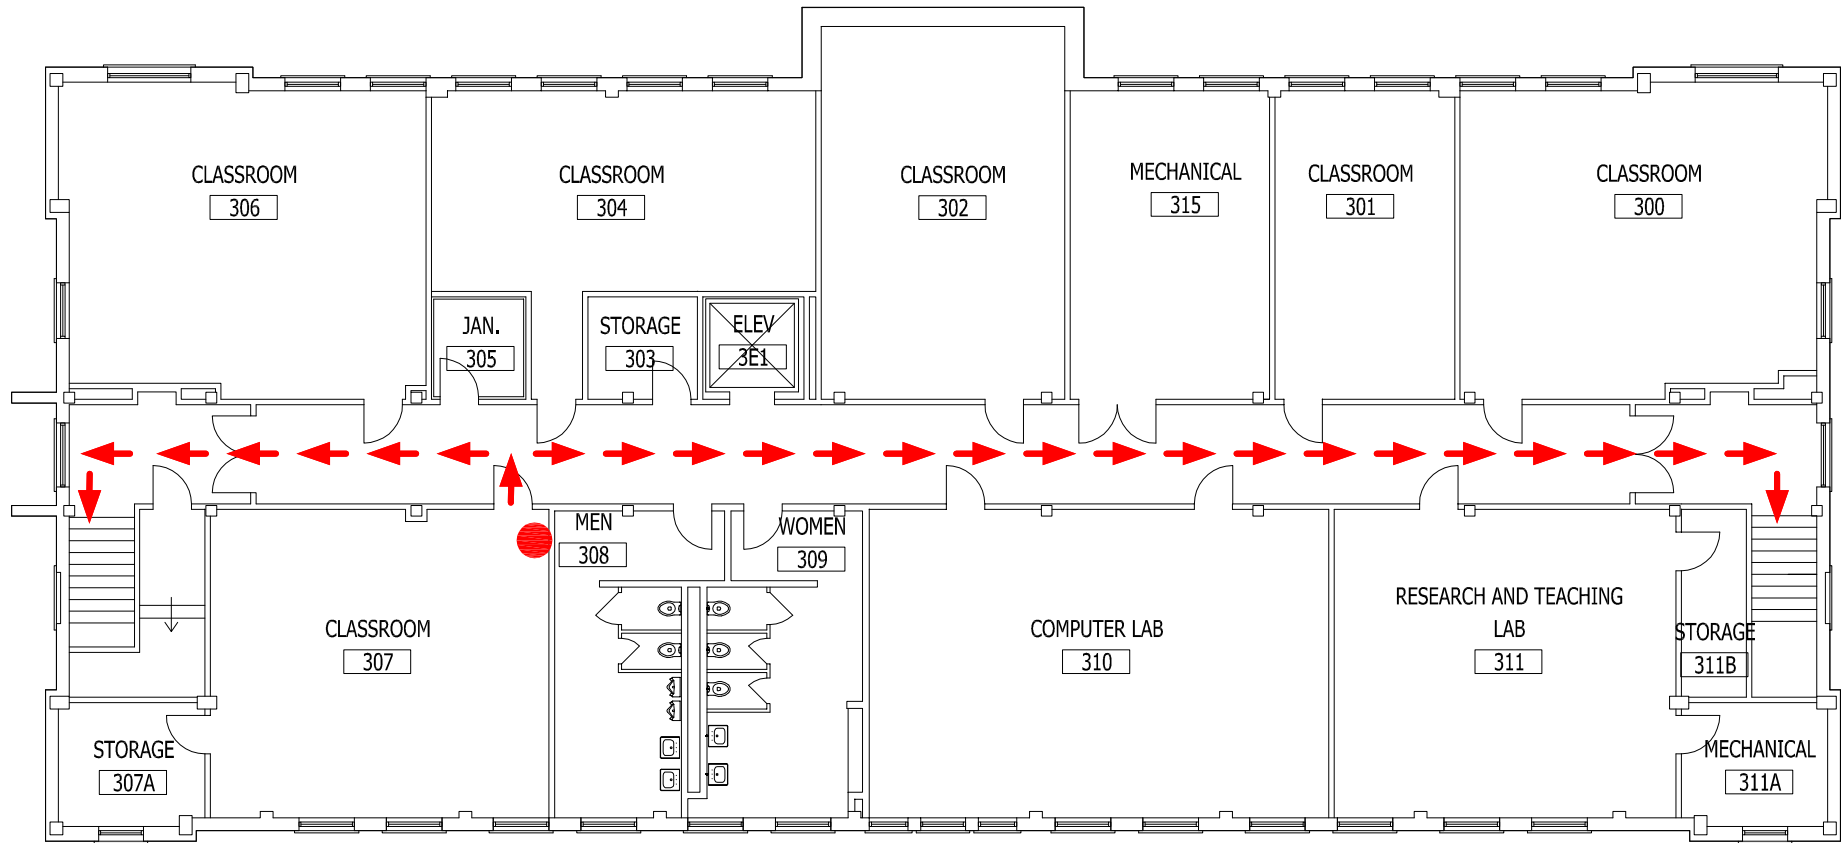 CLASSROOM
306
CLASSROOM
304
CLASSROOM
302
MECHANICAL
315
CLASSROOM
301
CLASSROOM
300
JAN.
305
STORAGE
303
ELEV
3E1
MEN
308
WOMEN
309
CLASSROOM
307
COMPUTER LAB
310
RESEARCH AND TEACHING
LAB
311
STORAGE
311B
STORAGE
307A
MECHANICAL
311A